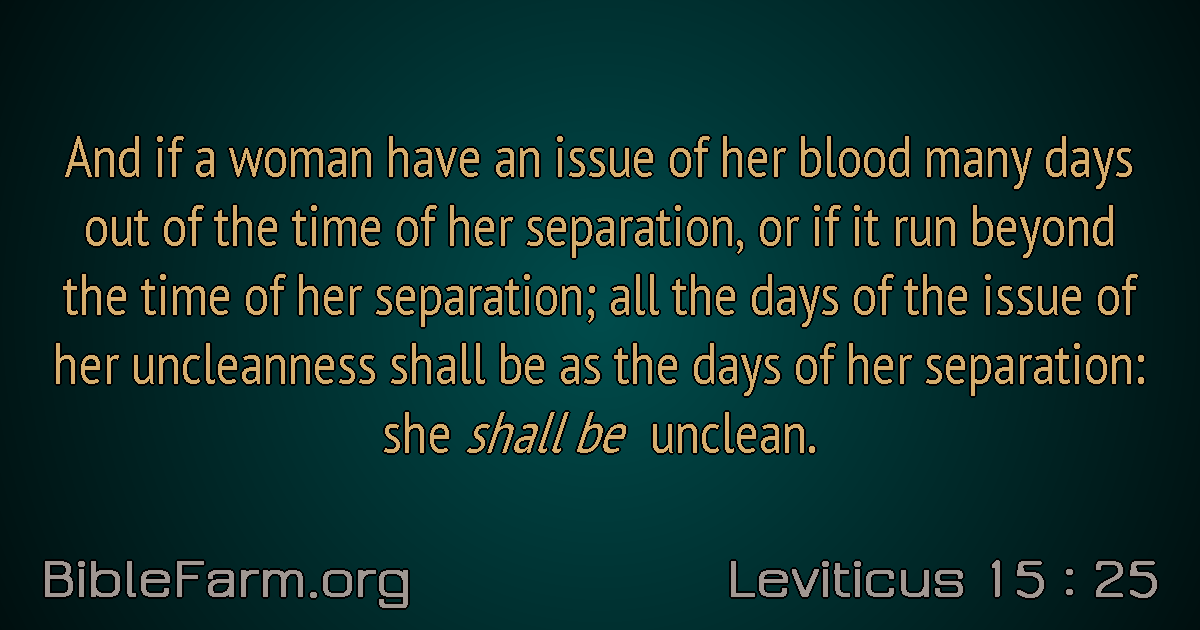 And if a woman have an issue of her blood many days
out of the time of her separation, or if it run beyond
the time of her separation; all the days of the issue of
her uncleanness shall be as the days of her separation:
she shall be unclean.
BibleFarm.org
Leviticus 15 : 25